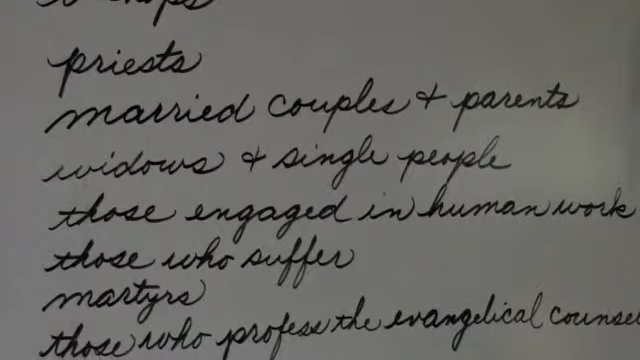 bishops
priests
married couples & parents
widows & single people
those engaged in human work
those who suffer
martyrs
those who profess the evangelical